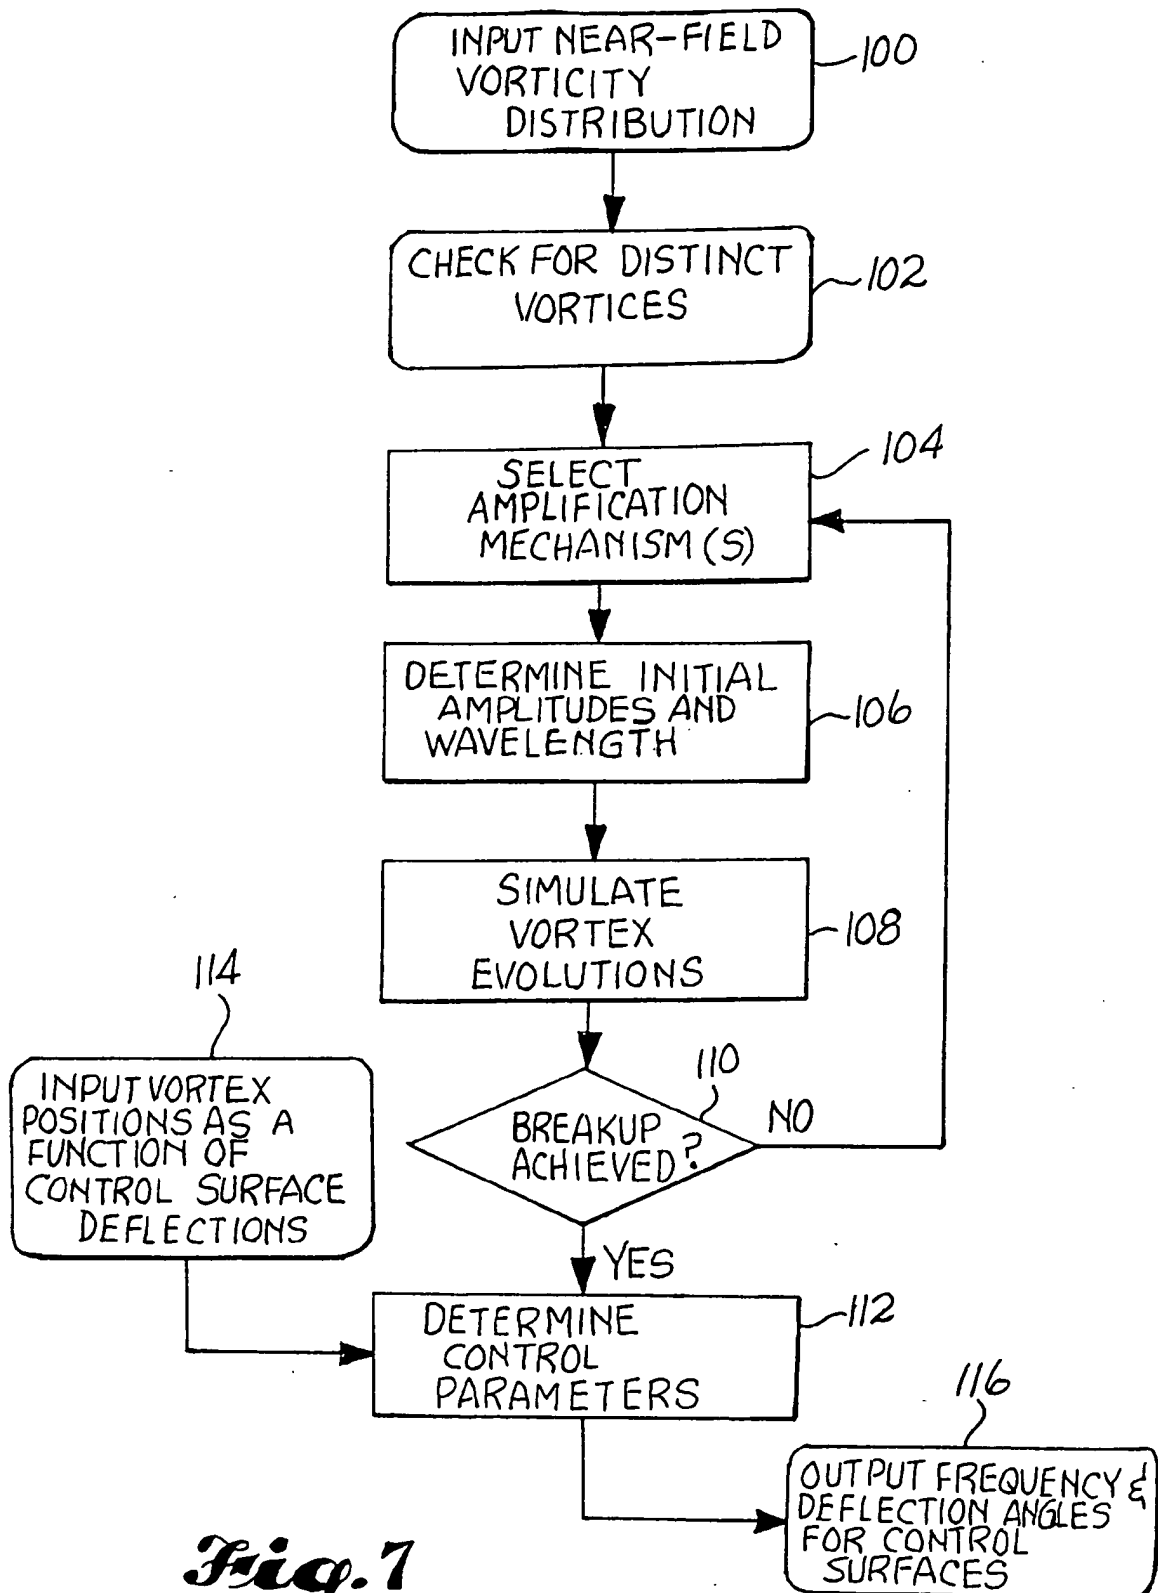 INPUT NEAR-FIELD
VORTICITY
DISTRIBUTION
100
CHECK FOR DISTINCT
VORTICES
102
SELECT
AMPLIFICATION
MECHANISM(S)
104
DETERMINE INITIAL
AMPLITUDES AND
WAVELENGTH
106
SIMULATE
VORTEX
EVOLUTIONS
108
110
BREAKUP
ACHIEVED?
NO
YES
114
INPUT VORTEX
POSITIONS AS A
FUNCTION OF
CONTROL SURFACE
DEFLECTIONS
DETERMINE
CONTROL
PARAMETERS
112
116
OUTPUT FREQUENCY &
DEFLECTION ANGLES
FOR CONTROL
SURFACES
Fig. 7